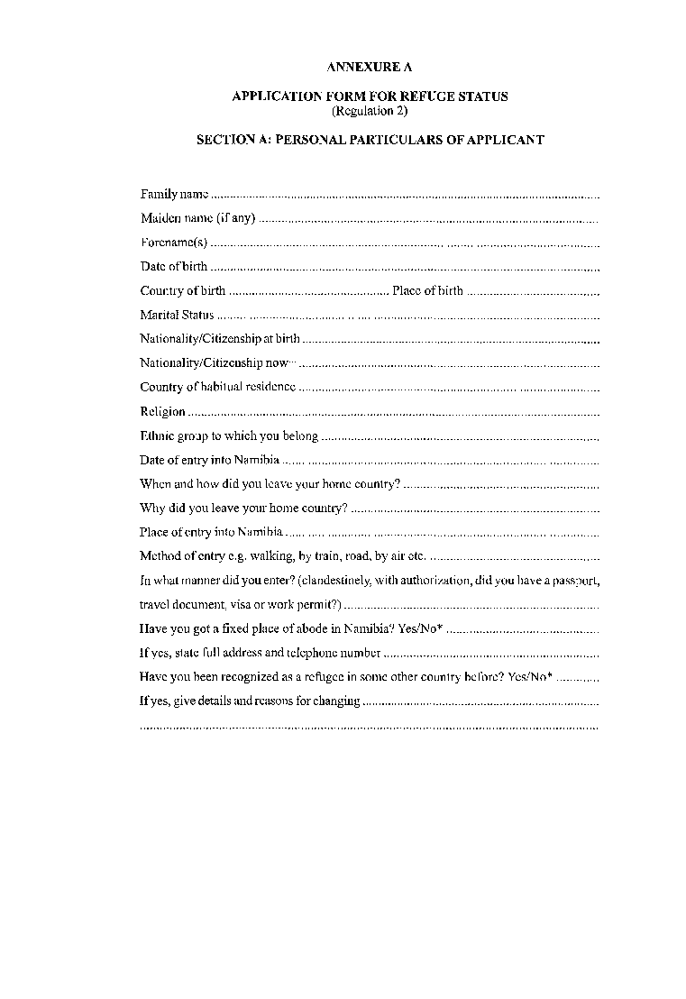 ANNEXURE A
APPLICATION FORM FOR REFUGE STATUS
(Regulation 2)
SECTION A: PERSONAL PARTICULARS OF APPLICANT
Family name ..............................
Maiden name (if any) ..............................
Forename(s) ..............................
Date of birth ..............................
Country of birth .............................. Place of birth ..............................
Marital Status ..............................
Nationality/Citizenship at birth ..............................
Nationality/Citizenship now ..............................
Country of habitual residence ..............................
Religion ..............................
Ethnic group to which you belong ..............................
Date of entry into Namibia ..............................
When and how did you leave your home country? ..............................
Why did you leave your home country? ..............................
Place of entry into Namibia ..............................
Method of entry e.g. walking, by train, road, by air etc. ..............................
In what manner did you enter? (clandestinely, with authorization, did you have a passport,
travel document, visa or work permit?) ..............................
Have you got a fixed place of abode in Namibia? Yes/No* ..............................
If yes, state full address and telephone number ..............................
Have you been recognized as a refugee in some other country before? Yes/No* ............
If yes, give details and reasons for changing ..............................
..............................